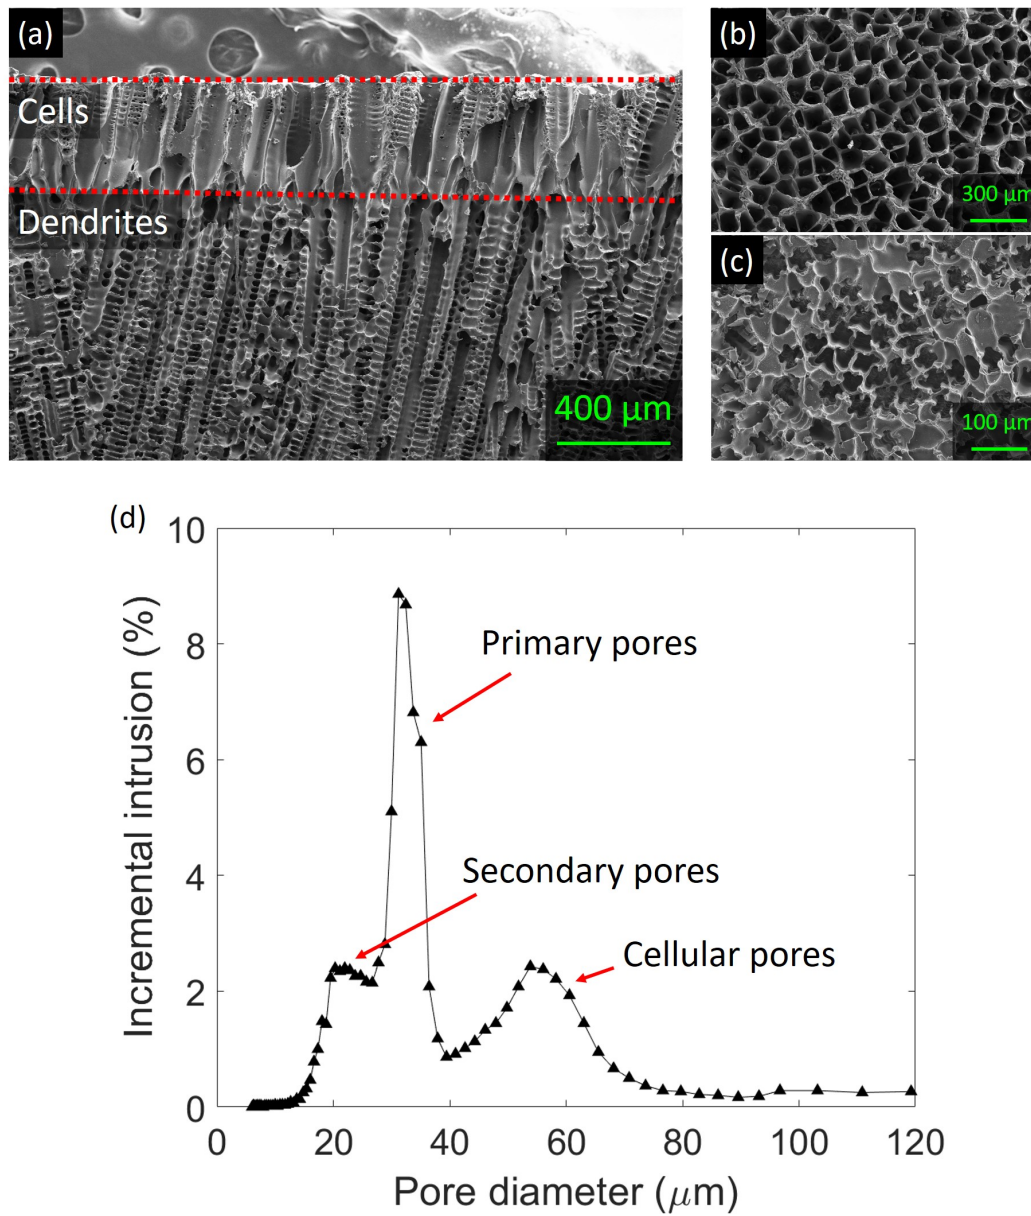 (a)
Cells
Dendrites
400 μm
(b)
300 μm
(c)
100 μm
(d)
10
8
6
4
2
0
Incremental intrusion (%)
Primary pores
Secondary pores
Cellular pores
0 20 40 60 80 100 120
Pore diameter (μm)